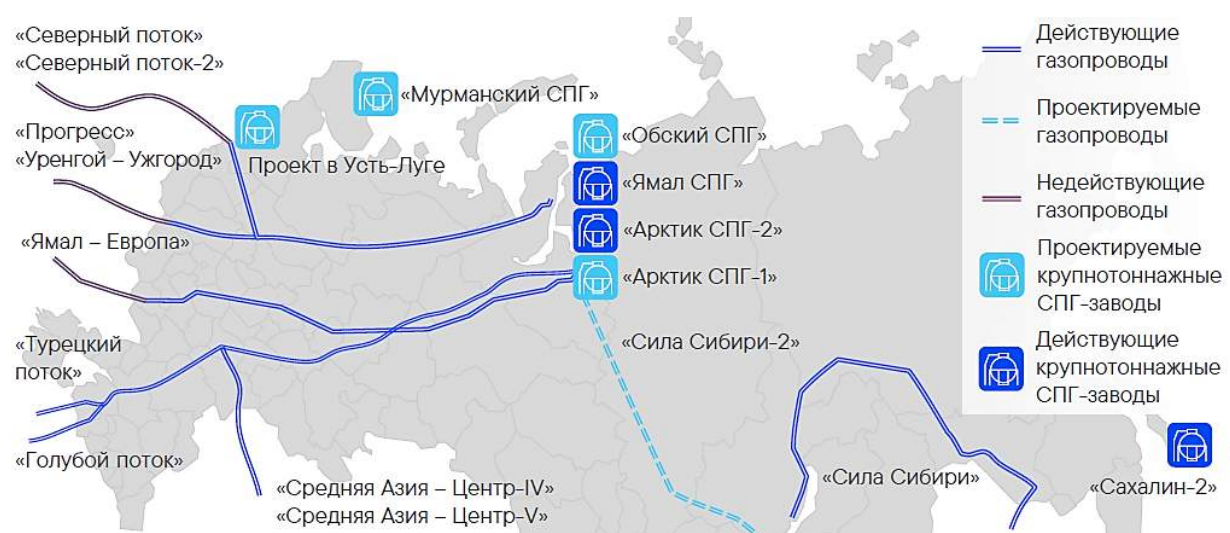 «Северный поток»
«Северный поток-2»
«Прогресс»
«Уренгой – Ужгород»
«Ямал – Европа»
«Турецкий
поток»
«Голубой поток»
«Средняя Азия – Центр-IV»
«Средняя Азия – Центр-V»
Проект в Усть-Луге
«Мурманский СПГ»
«Обский СПГ»
«Ямал СПГ»
«Арктик СПГ-2»
«Арктик СПГ-1»
«Сила Сибири-2»
«Сила Сибири»
«Сахалин-2»
Действующие
газопроводы
Проектируемые
газопроводы
Недействующие
газопроводы
Проектируемые
крупнотоннажные
СПГ-заводы
Действующие
крупнотоннажные
СПГ-заводы